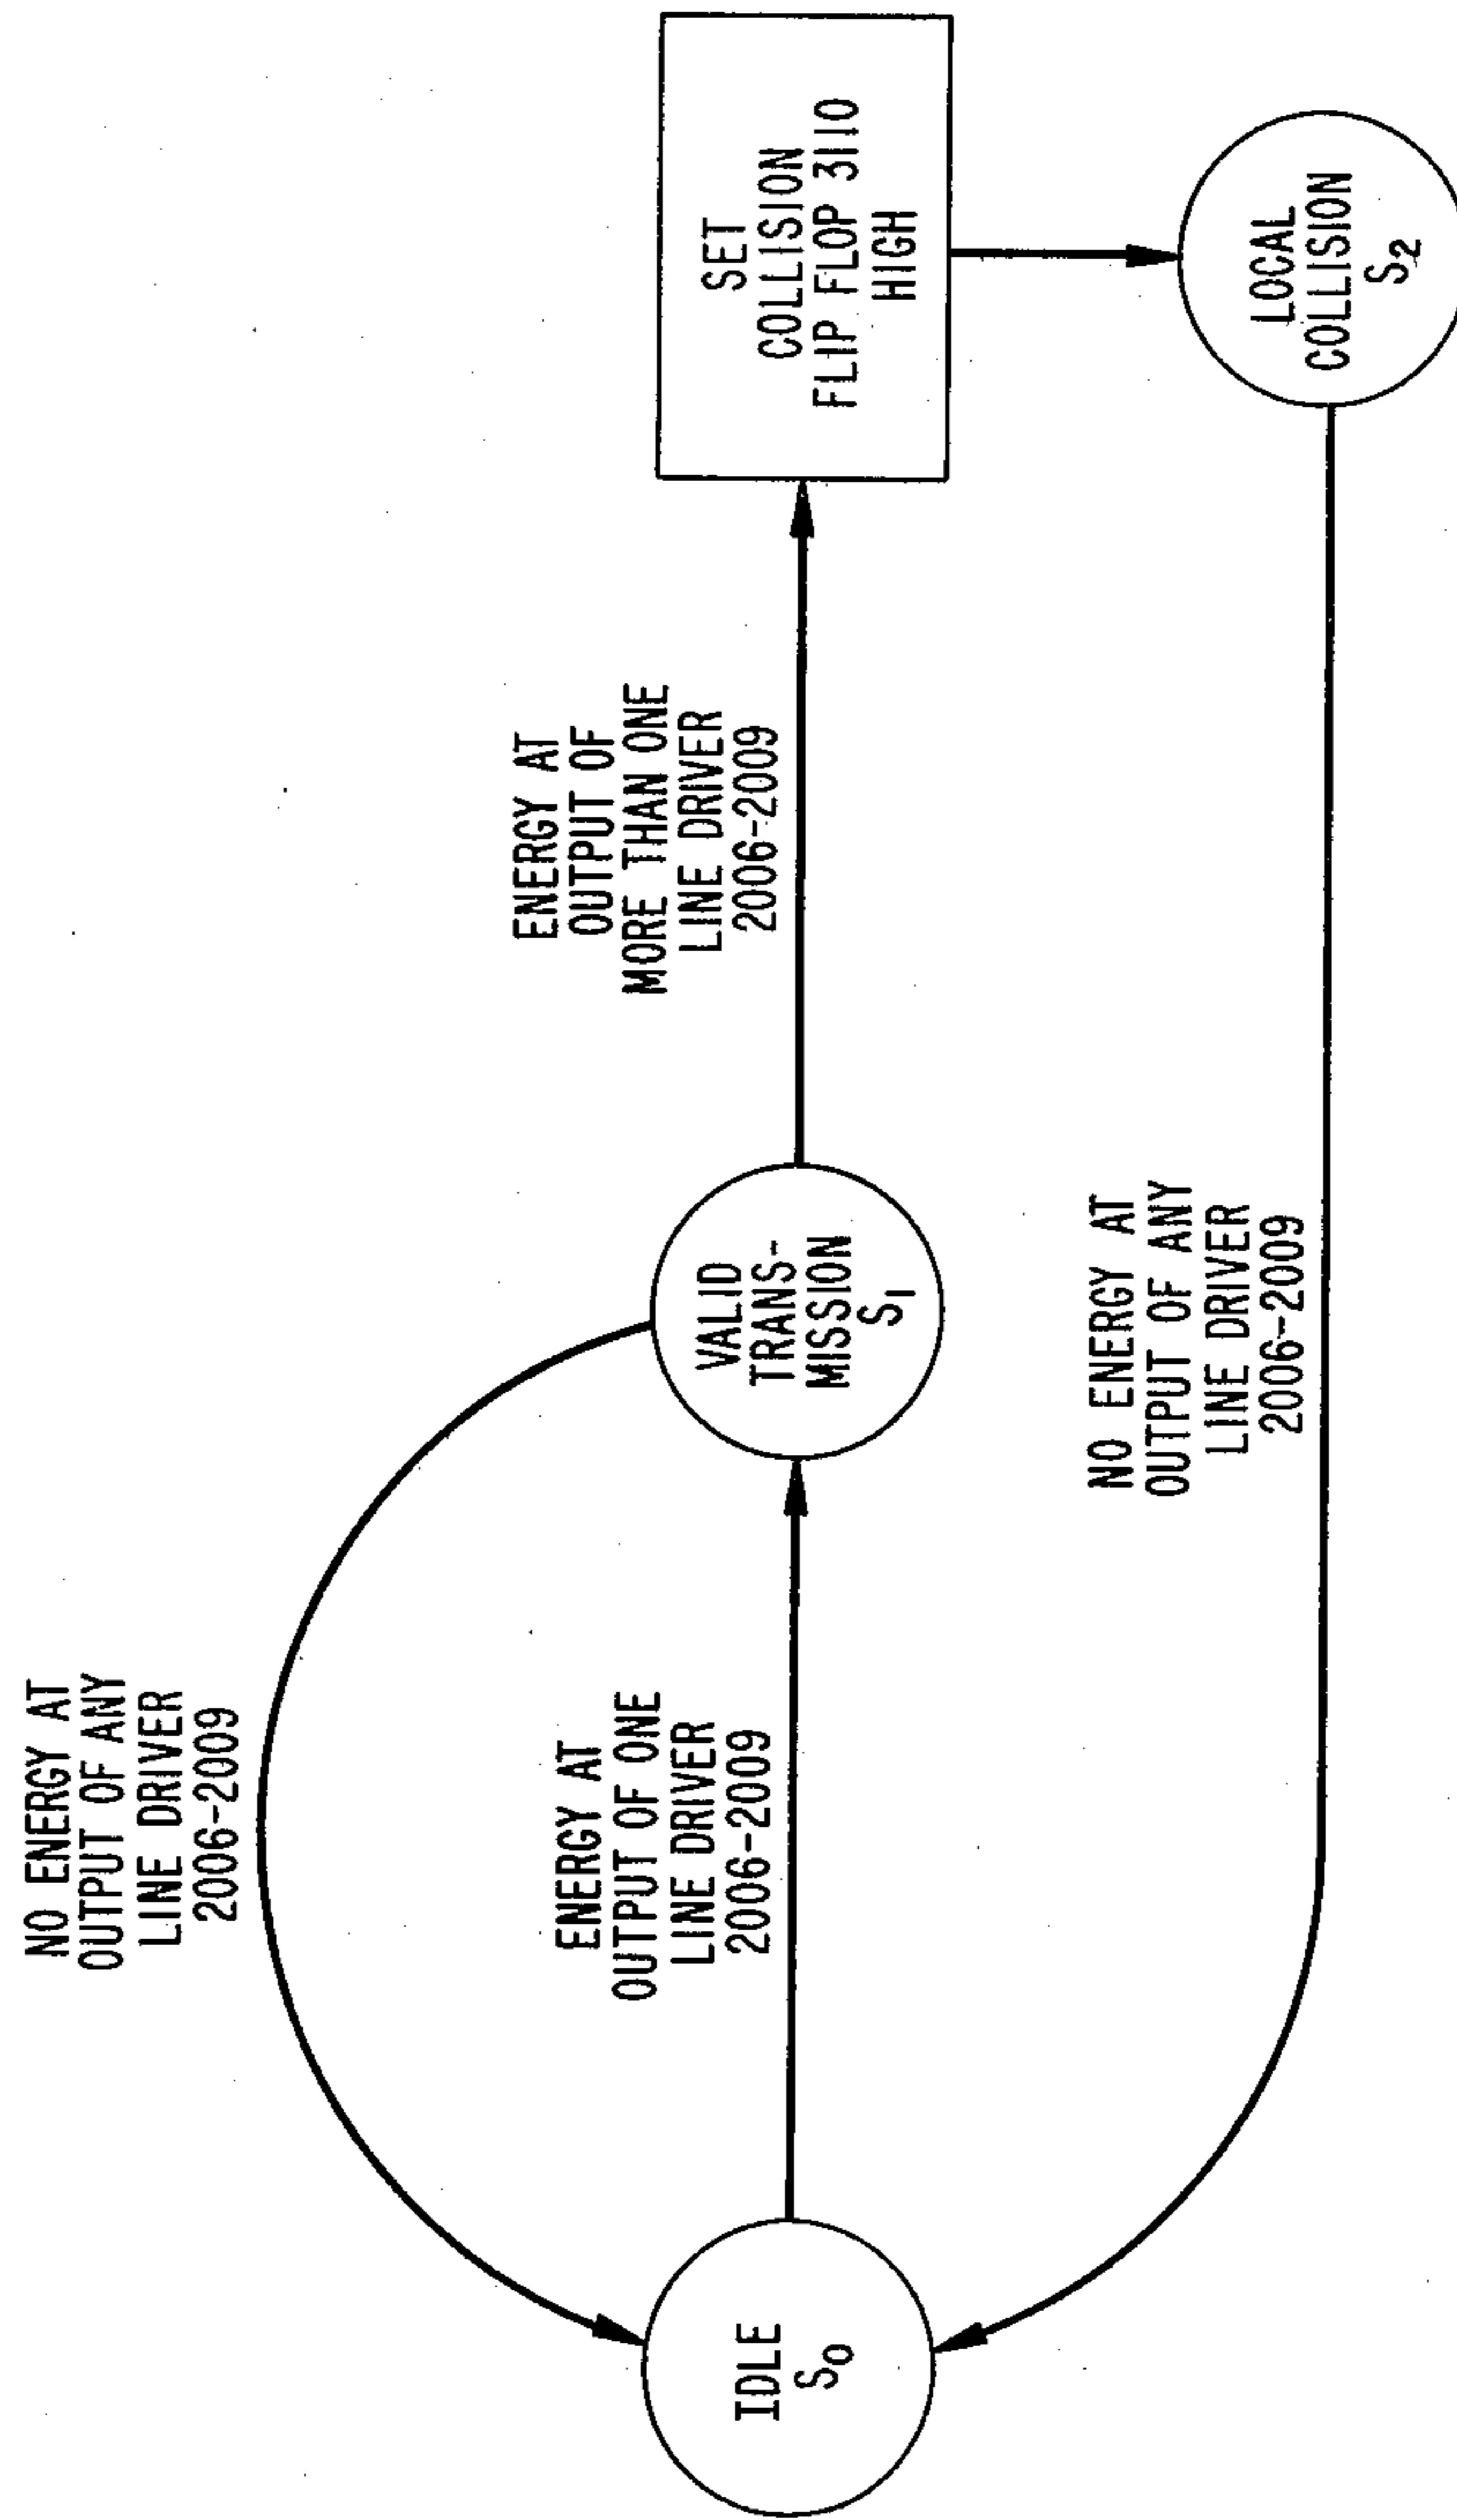 NO ENERGY AT
OUTPUT OF ANY
LINE DRIVER
2006-2009
ENERGY AT
OUTPUT OF ONE
LINE DRIVER
2006-2009
IDLE
S0
VALID
TRANS-
MISSION
S1
ENERGY AT
OUTPUT OF
MORE THAN ONE
LINE DRIVER
2006-2009
SET
COLLISION
FLIP FLOP 3110
HIGH
NO ENERGY AT
OUTPUT OF ANY
LINE DRIVER
2006-2009
LOCAL
COLLISION
S2